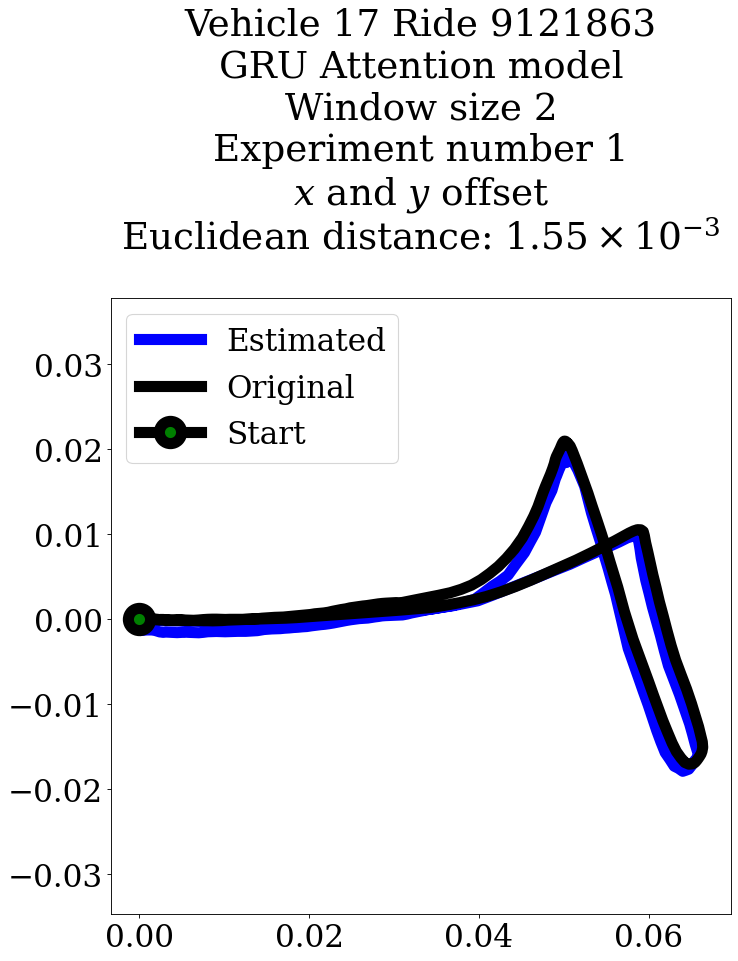 Vehicle 17 Ride 9121863
GRU Attention model
Window size 2
Experiment number 1
x and y offset
Euclidean distance: 1.55 × 10⁻³
Estimated
Original
Start
0.03
0.02
0.01
0.00
−0.01
−0.02
−0.03
0.00 0.02 0.04 0.06